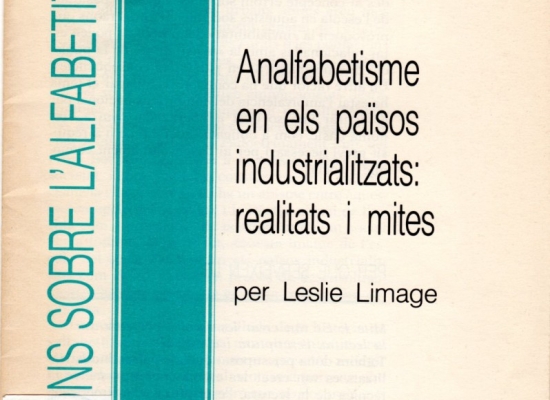 ONS SOBRE L'ALFABETI
Analfabetisme
en els països
industrialitzats:
realitats i mites
per Leslie Limage